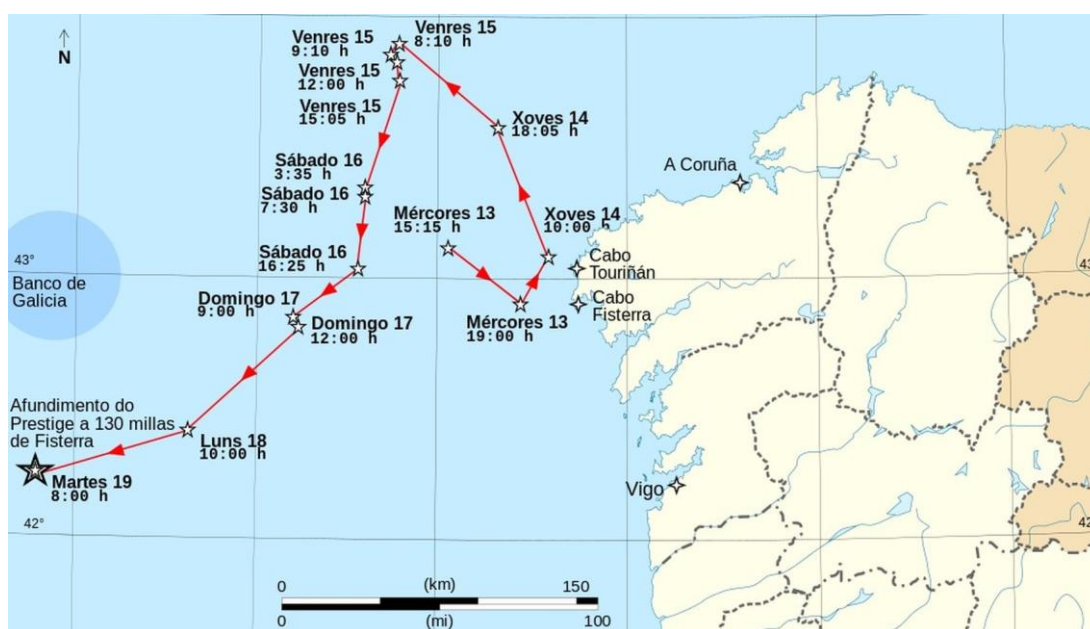 N
Venres 15
9:10 h
Venres 15
8:10 h
Venres 15
12:00 h
Venres 15
15:05 h
Xoves 14
18:05 h
A Coruña
Sábado 16
3:35 h
Sábado 16
7:30 h
Mércores 13
15:15 h
Xoves 14
10:00 h
Sábado 16
16:25 h
43°
43
Banco de
Galicia
Cabo
Touriñán
Cabo
Fisterra
Domingo 17
9:00 h
Domingo 17
12:00 h
Mércores 13
19:00 h
Afundimento do
Prestige a 130 millas
de Fisterra
Luns 18
10:00 h
Martes 19
8:00 h
Vigo
42°
42
0 (km) 150
0 (mi) 100